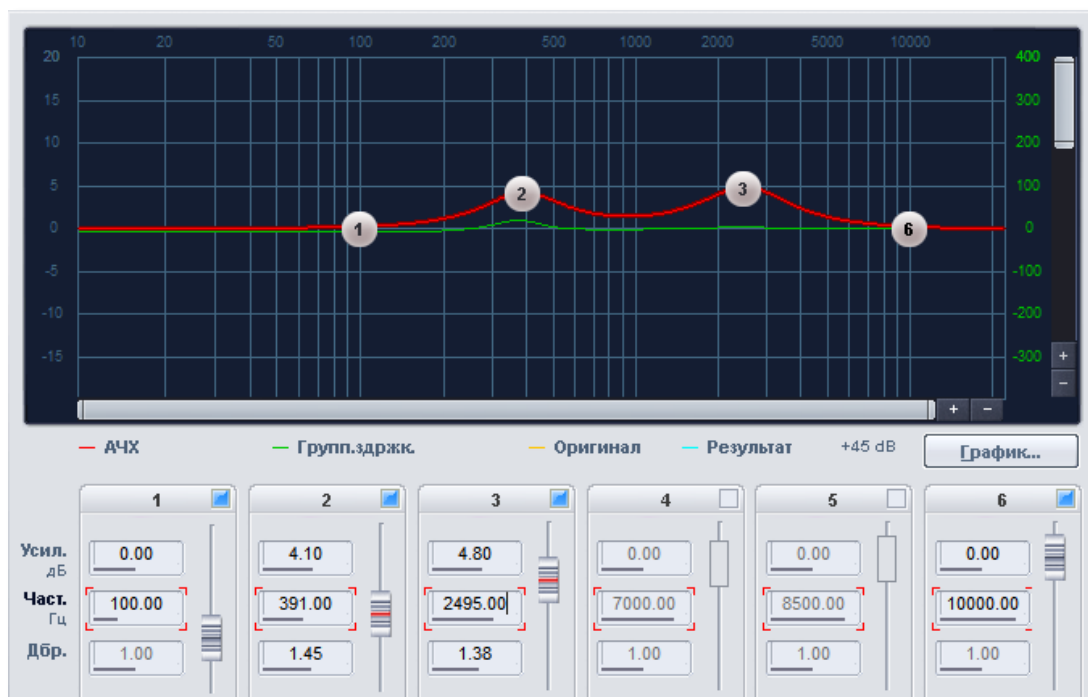 10 20 50 100 200 500 1000 2000 5000 10000
20 400
15 300
10 200
5 2 3 100
0 1 6 0
-5 -100
-10 -200
-15 -300
+
−
+ −
АЧХ Групп.здржк. Оригинал Результат +45 dB График...
1 2 3 4 5 6
Усил. 0.00 4.10 4.80 0.00 0.00 0.00
дБ
Част. 100.00 391.00 2495.00 7000.00 8500.00 10000.00
Гц
Дбр. 1.00 1.45 1.38 1.00 1.00 1.00